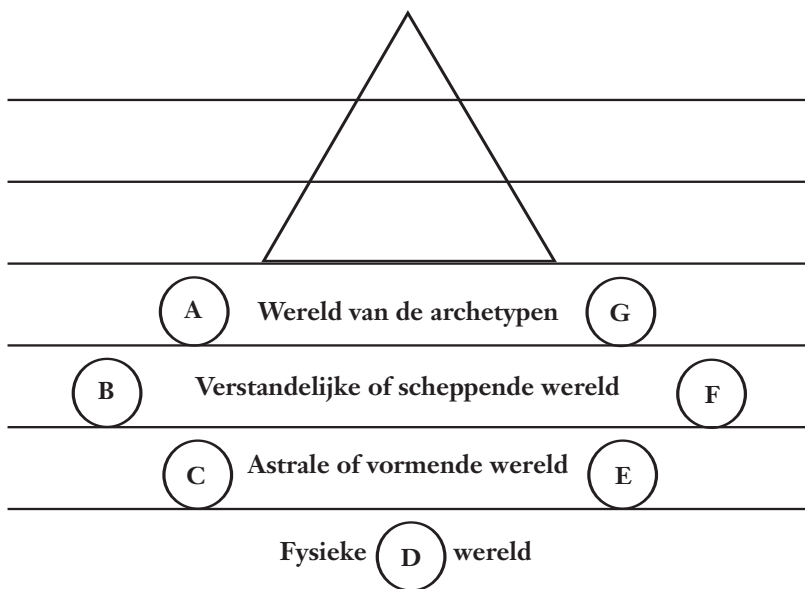 A Wereld van de archetypen G
B Verstandelijke of scheppende wereld F
C Astrale of vormende wereld E
Fysieke D wereld